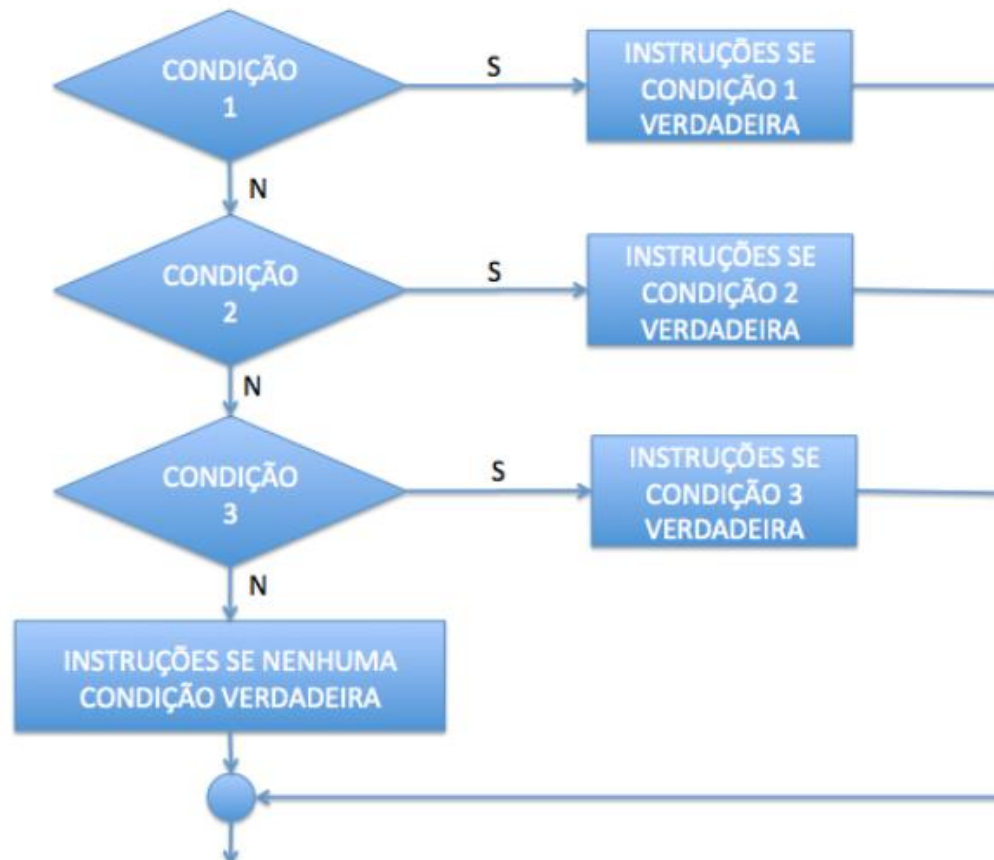 CONDIÇÃO
1
S
INSTRUÇÕES SE
CONDIÇÃO 1
VERDADEIRA
N
CONDIÇÃO
2
S
INSTRUÇÕES SE
CONDIÇÃO 2
VERDADEIRA
N
CONDIÇÃO
3
S
INSTRUÇÕES SE
CONDIÇÃO 3
VERDADEIRA
N
INSTRUÇÕES SE NENHUMA
CONDIÇÃO VERDADEIRA